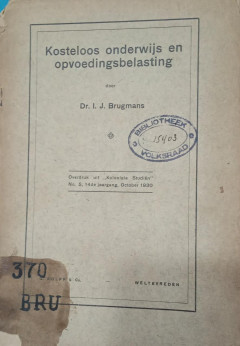 Kosteloos onderwijs en
opvoedingsbelasting
door
Dr. I. J. Brugmans
BIBLIOTHEEK
15403
VOLKSRAAD
Overdruk uit „Koloniale Studiën"
No. 5, 14de jaargang, October 1930
& Co.
WELTEVREDEN
370
BRU